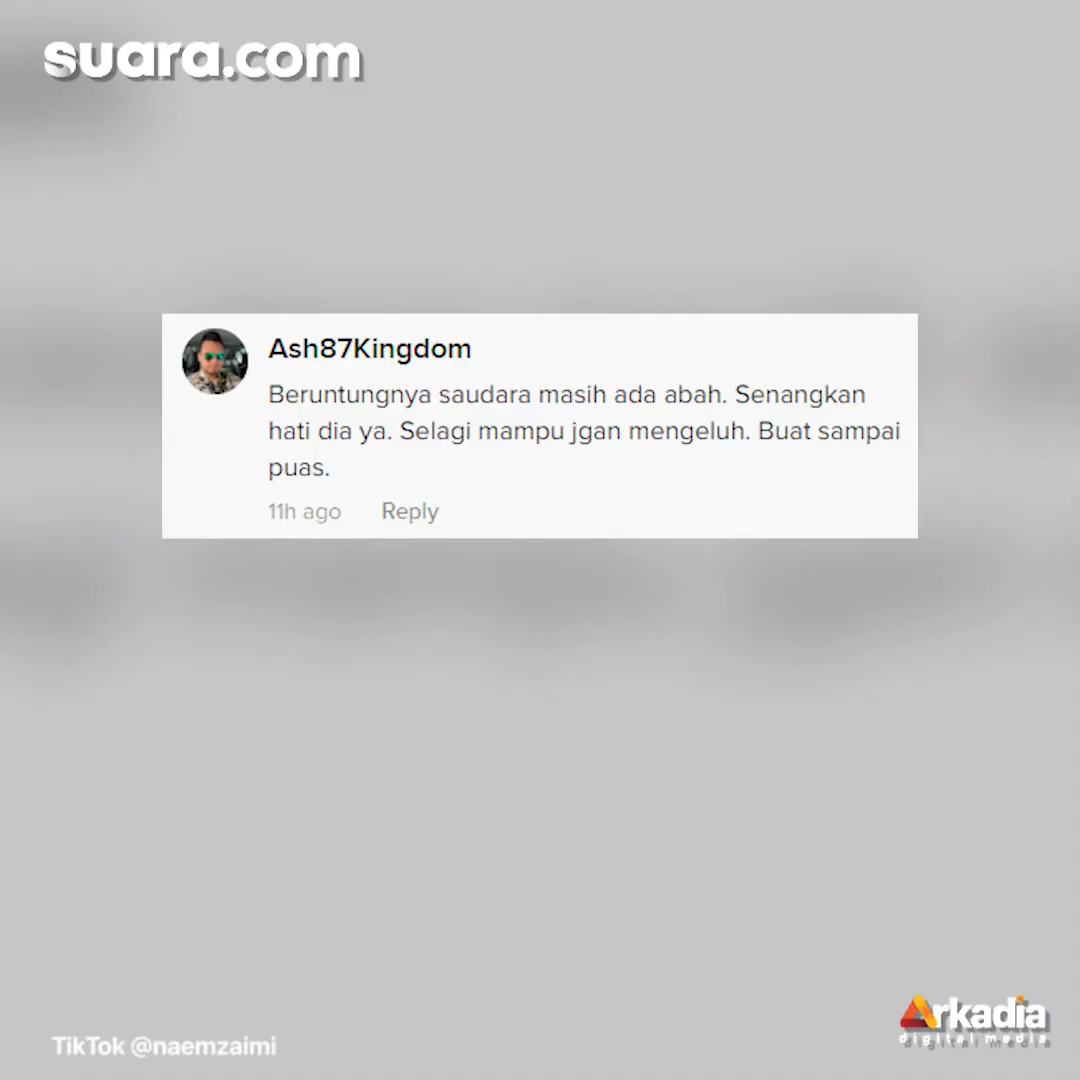 suara.com
Ash87Kingdom
Beruntungnya saudara masih ada abah. Senangkan
hati dia ya. Selagi mampu jgan mengeluh. Buat sampai
puas.
11h ago Reply
Arkadia
digital media
TikTok @naemzaimi